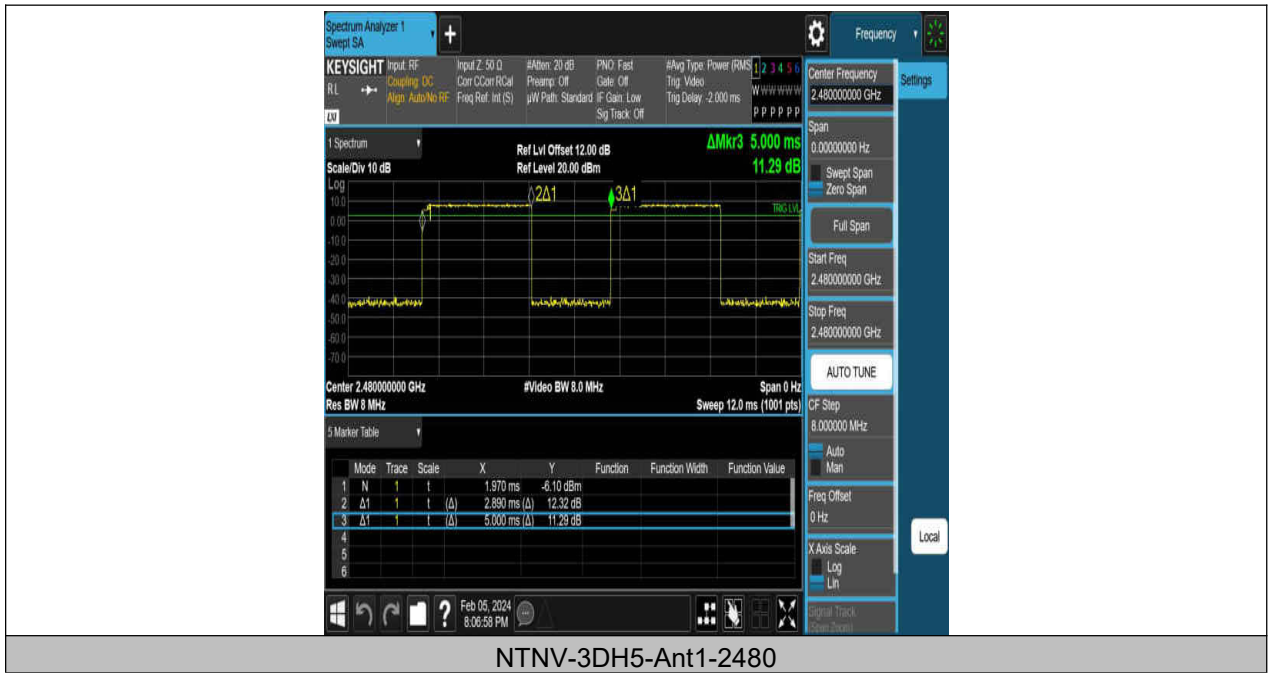 Spectrum Analyzer 1
Swept SA
+
Frequency
KEYSIGHT
RL
LXI
Input: RF
Coupling: DC
Align: Auto/No RF
Input Z: 50 Ω
Corr CCorr RCal
Freq Ref: Int (S)
#Atten: 20 dB
Preamp: Off
µW Path: Standard
PNO: Fast
Gate: Off
IF Gain: Low
Sig Track: Off
#Avg Type: Power (RMS
Trig: Video
Trig Delay: -2.000 ms
1 2 3 4 5 6
W W W W W W
P P P P P P
1 Spectrum
Scale/Div 10 dB
Ref Lvl Offset 12.00 dB
Ref Level 20.00 dBm
ΔMkr3 5.000 ms
11.29 dB
Log
10.0
0.00
-10.0
-20.0
-30.0
-40.0
-50.0
-60.0
-70.0
2Δ1
3Δ1
TRIG LVL
Center 2.480000000 GHz
Res BW 8 MHz
#Video BW 8.0 MHz
Span 0 Hz
Sweep 12.0 ms (1001 pts)
5 Marker Table
Mode Trace Scale X Y Function Function Width Function Value
1 N 1 t 1.970 ms -6.10 dBm
2 Δ1 1 t (Δ) 2.890 ms (Δ) 12.32 dB
3 Δ1 1 t (Δ) 5.000 ms (Δ) 11.29 dB
4
5
6
?
Feb 05, 2024
8:06:58 PM
Center Frequency
2.480000000 GHz
Settings
Span
0.00000000 Hz
Swept Span
Zero Span
Full Span
Start Freq
2.480000000 GHz
Stop Freq
2.480000000 GHz
AUTO TUNE
CF Step
8.000000 MHz
Auto
Man
Freq Offset
0 Hz
Local
X Axis Scale
Log
Lin
Signal Track
(Span Zoom)
NTNV-3DH5-Ant1-2480